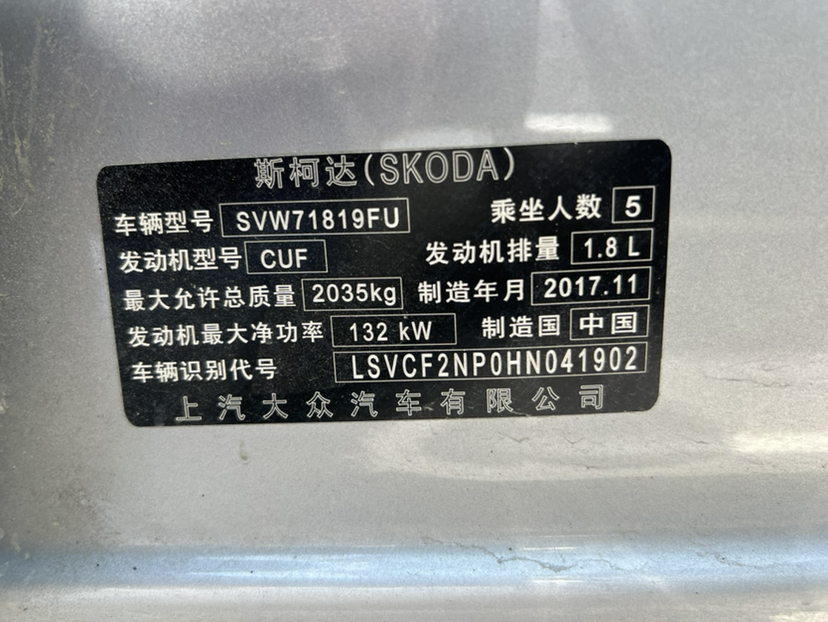 斯柯达(SKODA)
车辆型号 SVW71819FU 乘坐人数 5
发动机型号 CUF 发动机排量 1.8 L
最大允许总质量 2035kg 制造年月 2017.11
发动机最大净功率 132 kW 制造国 中国
车辆识别代号 LSVCF2NP0HN041902
上汽大众汽车有限公司